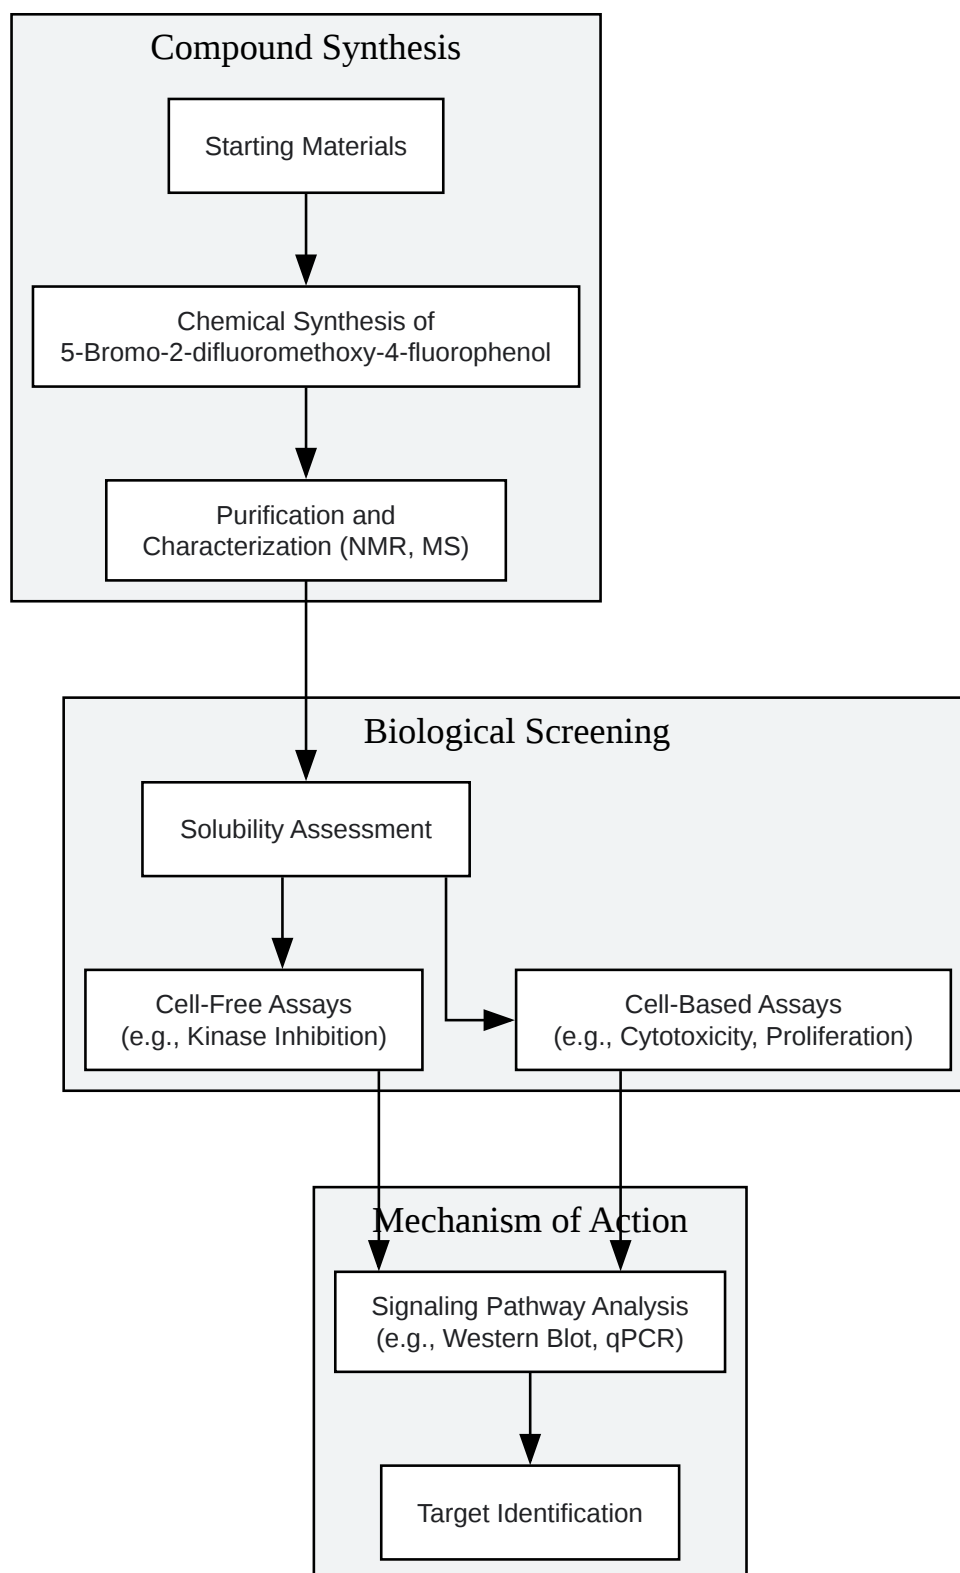 Compound Synthesis
Starting Materials
Chemical Synthesis of
5-Bromo-2-difluoromethoxy-4-fluorophenol
Purification and
Characterization (NMR, MS)
Biological Screening
Solubility Assessment
Cell-Free Assays
(e.g., Kinase Inhibition)
Cell-Based Assays
(e.g., Cytotoxicity, Proliferation)
Mechanism of Action
Signaling Pathway Analysis
(e.g., Western Blot, qPCR)
Target Identification